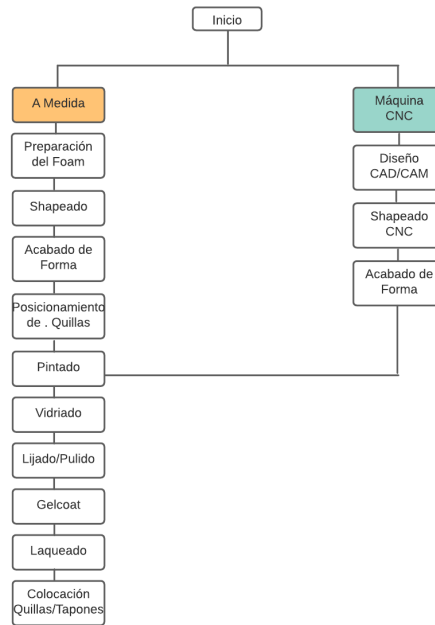 Inicio
A Medida
Preparación
del Foam
Shapeado
Acabado de
Forma
Posicionamiento
de . Quillas
Pintado
Vidriado
Lijado/Pulido
Gelcoat
Laqueado
Colocación
Quillas/Tapones
Máquina
CNC
Diseño
CAD/CAM
Shapeado
CNC
Acabado de
Forma